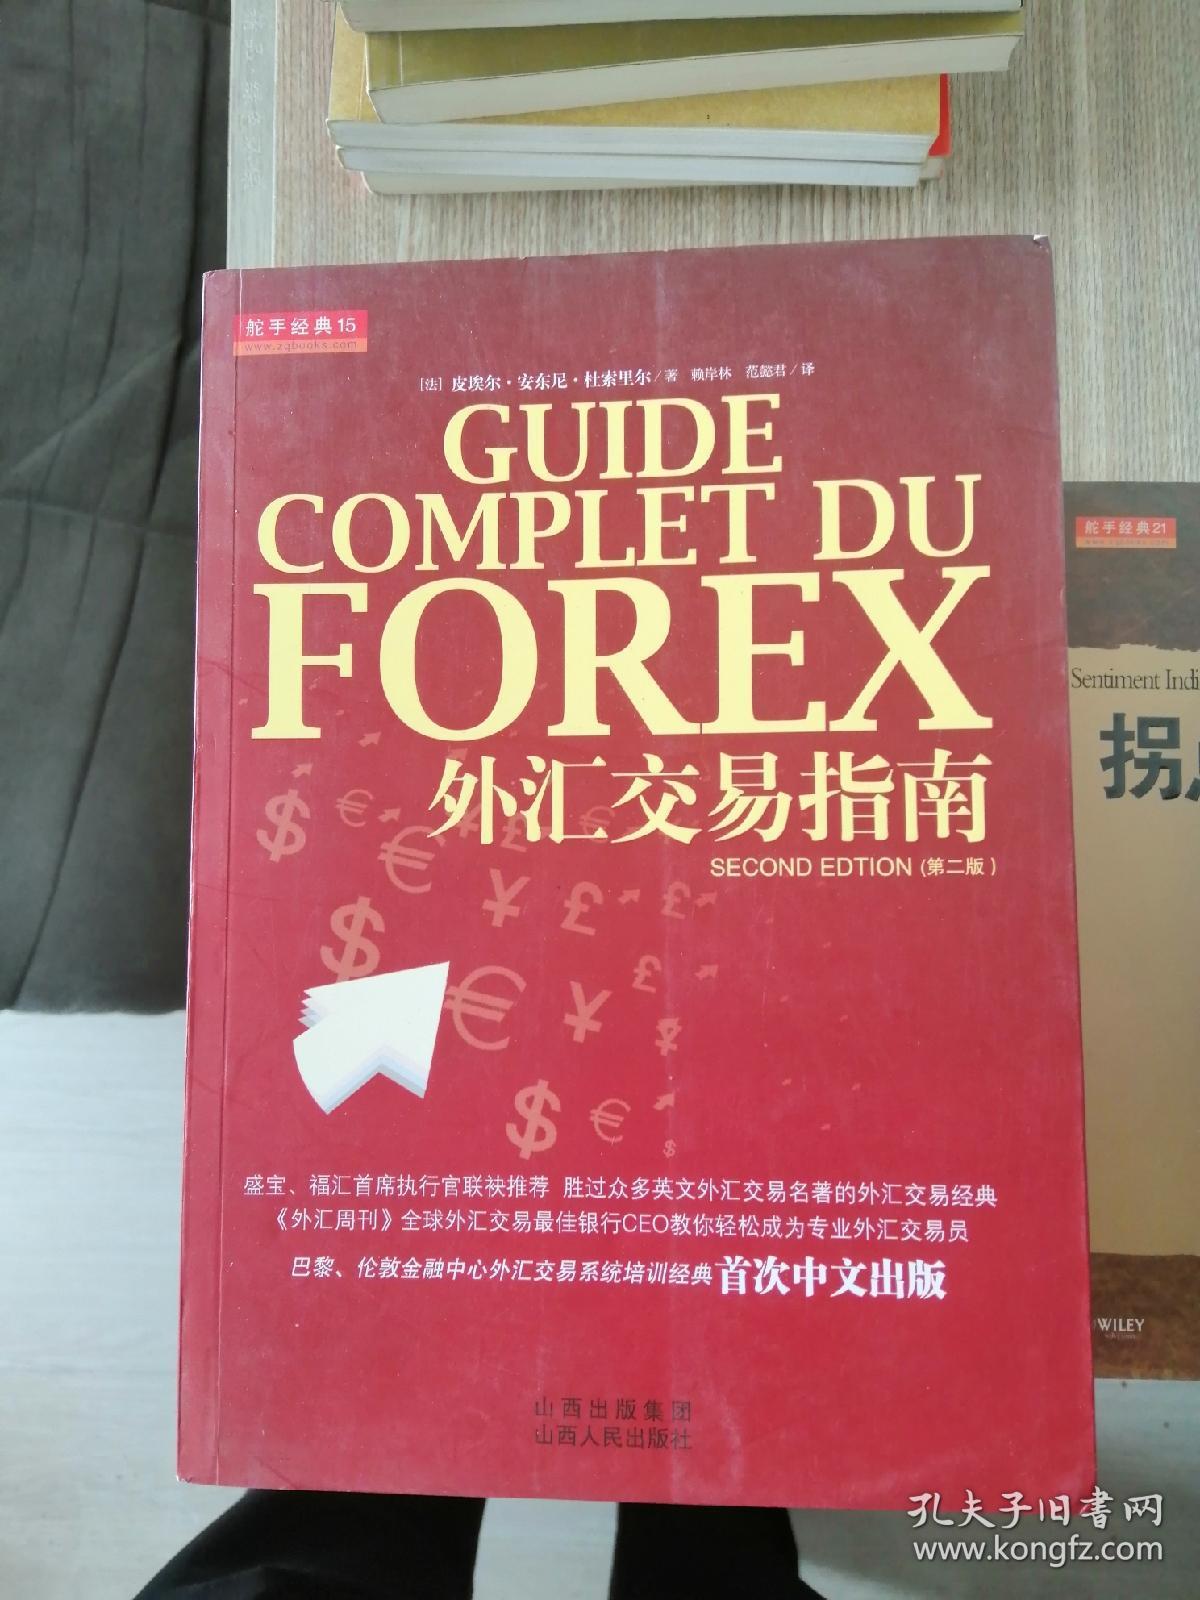 舵手经典15
www.zqbooks.com
[法] 皮埃尔·安东尼·杜索里尔/著 赖岸林 范懿君/译
GUIDE
COMPLET DU
FOREX
外汇交易指南
SECOND EDTION (第二版)
盛宝、福汇首席执行官联袂推荐 胜过众多英文外汇交易名著的外汇交易经典
《外汇周刊》全球外汇交易最佳银行CEO教你轻松成为专业外汇交易员
巴黎、伦敦金融中心外汇交易系统培训经典首次中文出版
山西出版集团
山西人民出版社
舵手经典21
Sentiment Indi
拐点
WILEY
孔夫子旧书网
www.kongfz.com